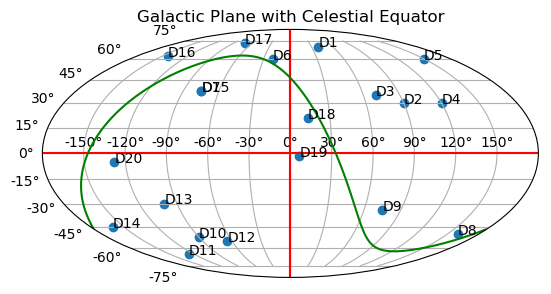 Galactic Plane with Celestial Equator
75°
60°
45°
30°
15°
0°
-15°
-30°
-45°
-60°
-75°
-150° -120° -90° -60° -30° 0° 30° 60° 90° 120° 150°
D17
D1
D16
D6
D5
D7
D15
D3
D2
D4
D18
D19
D20
D13
D9
D14
D10
D12
D8
D11